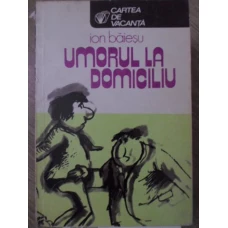 CARTEA
DE
VACANȚĂ
ion băieșu
UMORUL LA
DOMICILIU